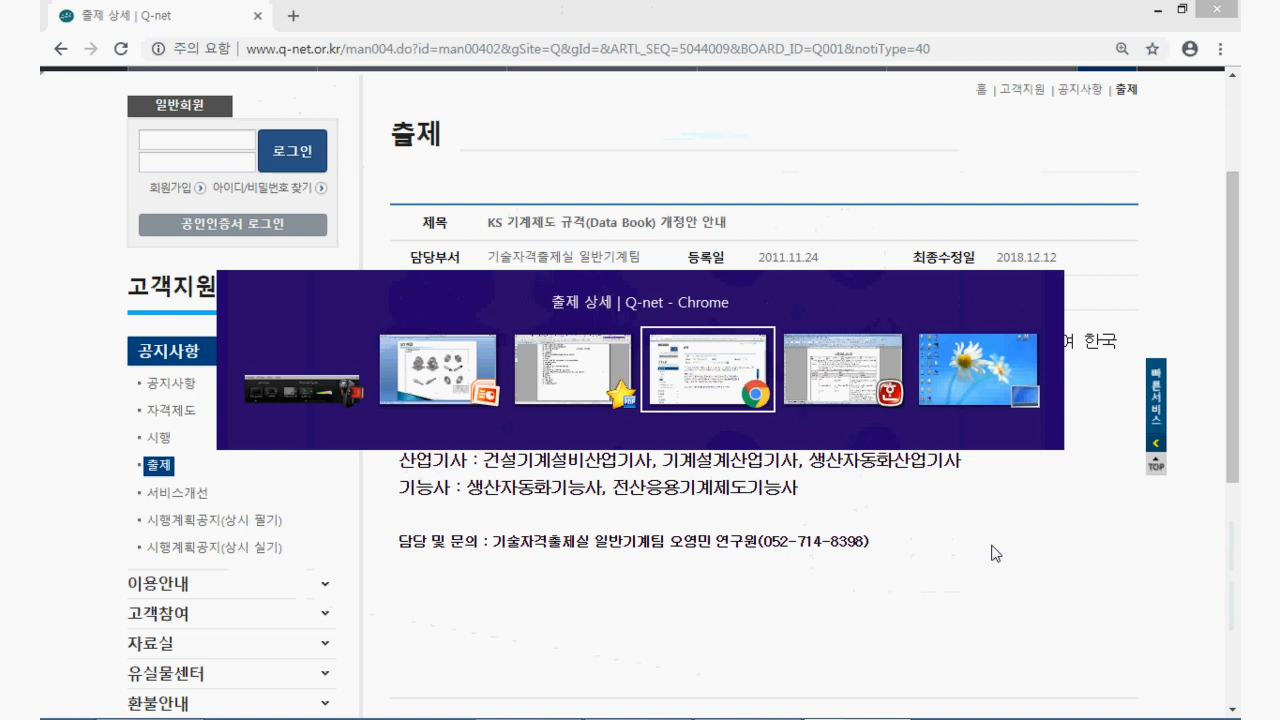 출제 상세 | Q-net
주의 요함 | www.q-net.or.kr/man004.do?id=man00402&gSite=Q&gId=&ARTL_SEQ=5044009&BOARD_ID=Q001&notiType=40
홈 | 고객지원 | 공지사항 | 출제
일반회원
로그인
회원가입 아이디/비밀번호 찾기
공인인증서 로그인
고객지원
공지사항
공지사항
자격제도
시행
출제
서비스개선
시행계획공지(상시 필기)
시행계획공지(상시 실기)
이용안내
고객참여
자료실
유실물센터
환불안내
출제
제목 KS 기계제도 규격(Data Book) 개정안 안내
담당부서 기술자격출제실 일반기계팀 등록일 2011.11.24 최종수정일 2018.12.12
출제 상세 | Q-net - Chrome
여 한국
산업기사 : 건설기계설비산업기사, 기계설계산업기사, 생산자동화산업기사
기능사 : 생산자동화기능사, 전산응용기계제도기능사
담당 및 문의 : 기술자격출제실 일반기계팀 오영민 연구원(052-714-8398)
빠른서비스
TOP